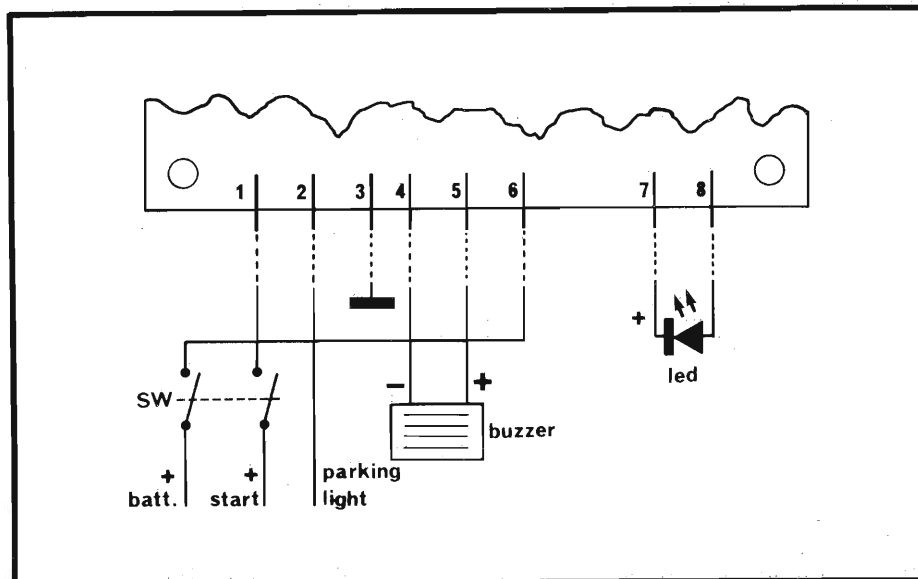 1 2 3 4 5 6 7 8
+
led
SW
- +
buzzer
+ + parking
batt. start light